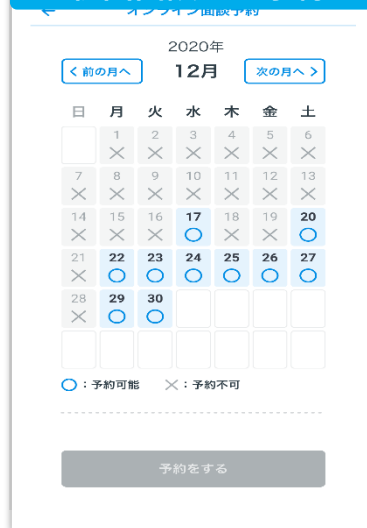 オンライン面談予約
2020年
< 前の月へ 12月 次の月へ >
日 月 火 水 木 金 土
1 2 3 4 5 6
× × × × × ×
7 8 9 10 11 12 13
× × × × × × ×
14 15 16 17 18 19 20
× × × ○ × × ○
21 22 23 24 25 26 27
× ○ ○ ○ ○ ○ ○
28 29 30
× ○ ○
○：予約可能 ×：予約不可
予約をする